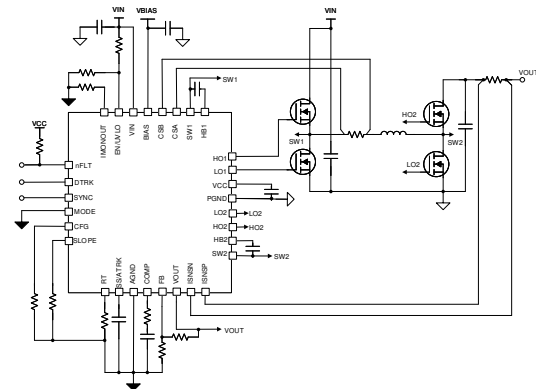 VIN
VBIAS
VIN
VOUT
SW1
IMONOUT
EN/UVLO
VIN
BIAS
CSB
CSA
SW1
HB1
VCC
nFLT
DTRK
SYNC
MODE
CFG
SLOPE
HO1
LO1
VCC
PGND
LO2
LO2
HO2
HO2
HB2
SW2
SW2
SW1
HO2
SW2
LO2
RT
SS/ATRK
AGND
COMP
FB
VOUT
ISNSN
ISNSP
VOUT